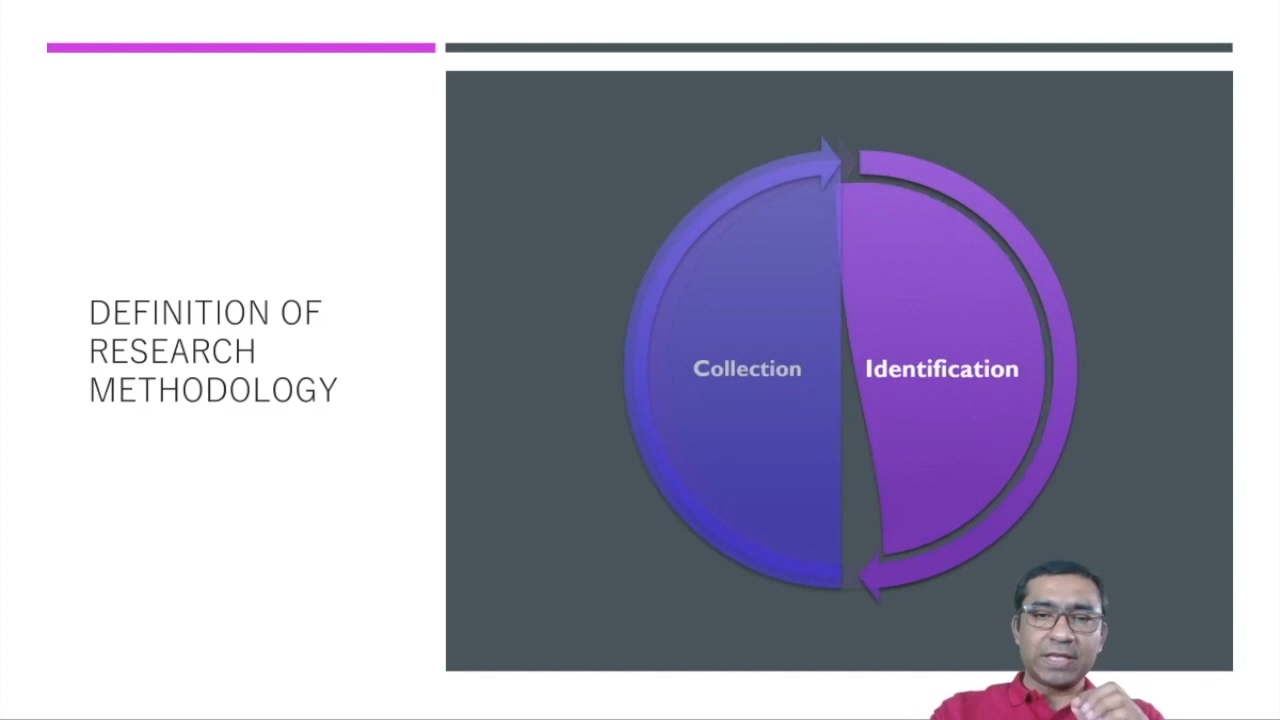 DEFINITION OF
RESEARCH
METHODOLOGY
Collection
Identification